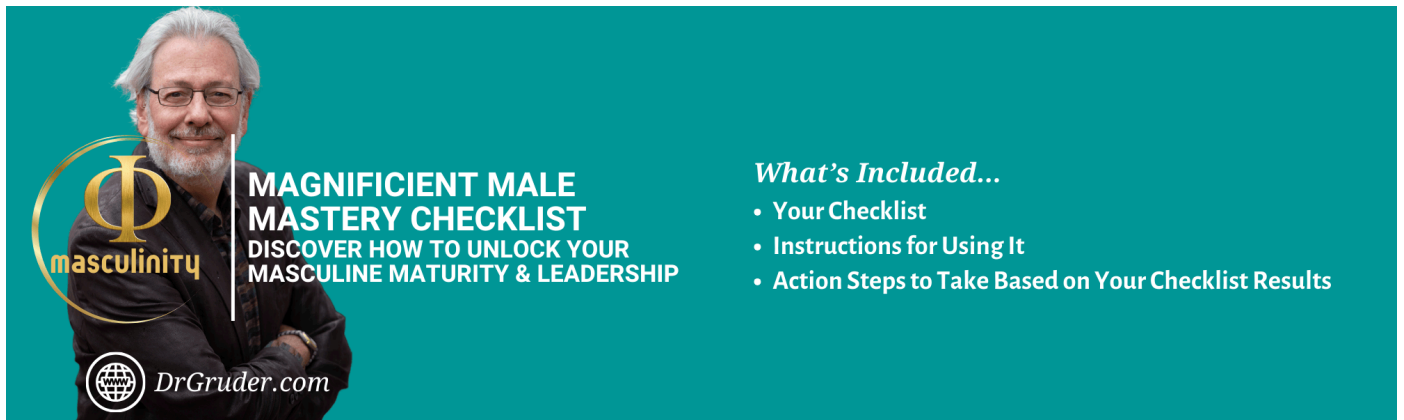 Φ
masculinity
MAGNIFICIENT MALE
MASTERY CHECKLIST
DISCOVER HOW TO UNLOCK YOUR
MASCULINE MATURITY & LEADERSHIP
www
DrGruder.com
What's Included...
• Your Checklist
• Instructions for Using It
• Action Steps to Take Based on Your Checklist Results